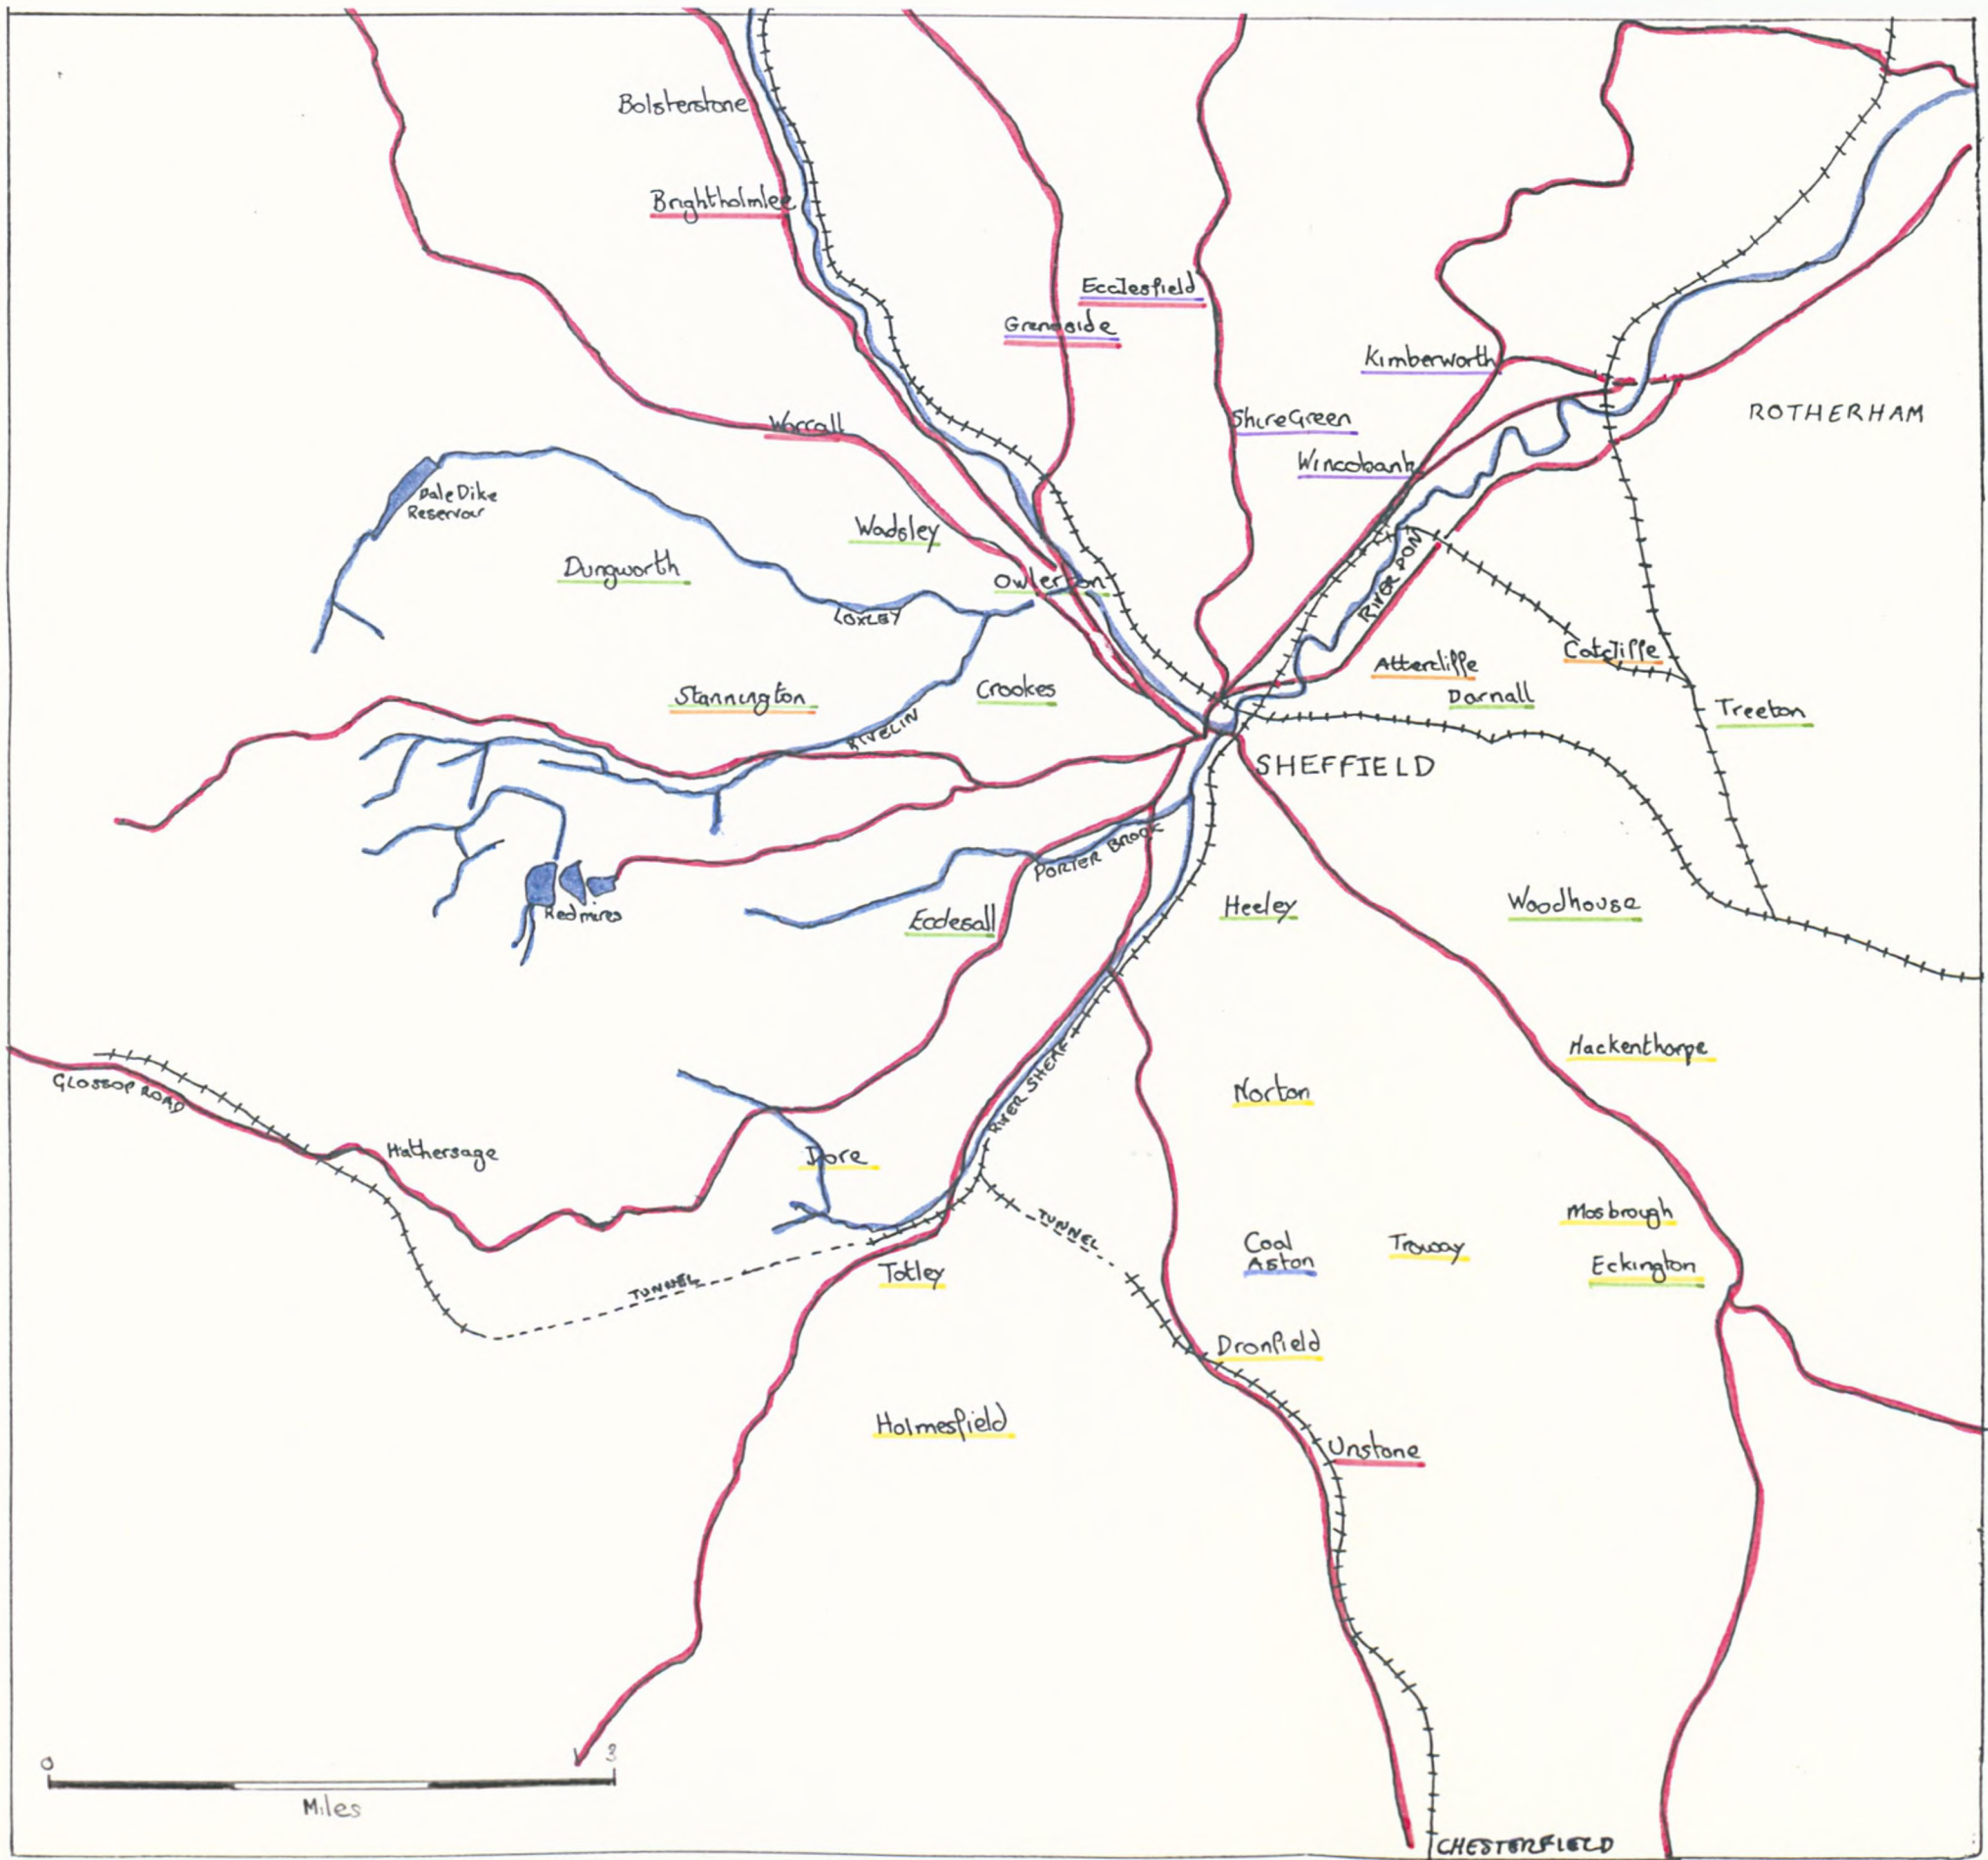 Bolsterstone
Brightholmlee
Ecclesfield
Grenoside
Kimberworth
ROTHERHAM
Shire Green
Worrall
Wincobank
Dale Dike
Reservoir
Wadsley
Dungworth
Owlerton
RIVER DON
LOXLEY
Catcliffe
Attercliffe
Stannington
Crookes
Darnall
Treeton
RIVELIN
SHEFFIELD
PORTER BROOK
Redmires
Ecclesall
Heeley
Woodhouse
Hackenthorpe
GLOSSOP ROAD
Norton
RIVER SHEAF
Hathersage
Dore
Mosbrough
TUNNEL
Coal
Aston
Troway
Eckington
Totley
TUNNEL
Dronfield
Holmesfield
Unstone
0 3
Miles
CHESTERFIELD